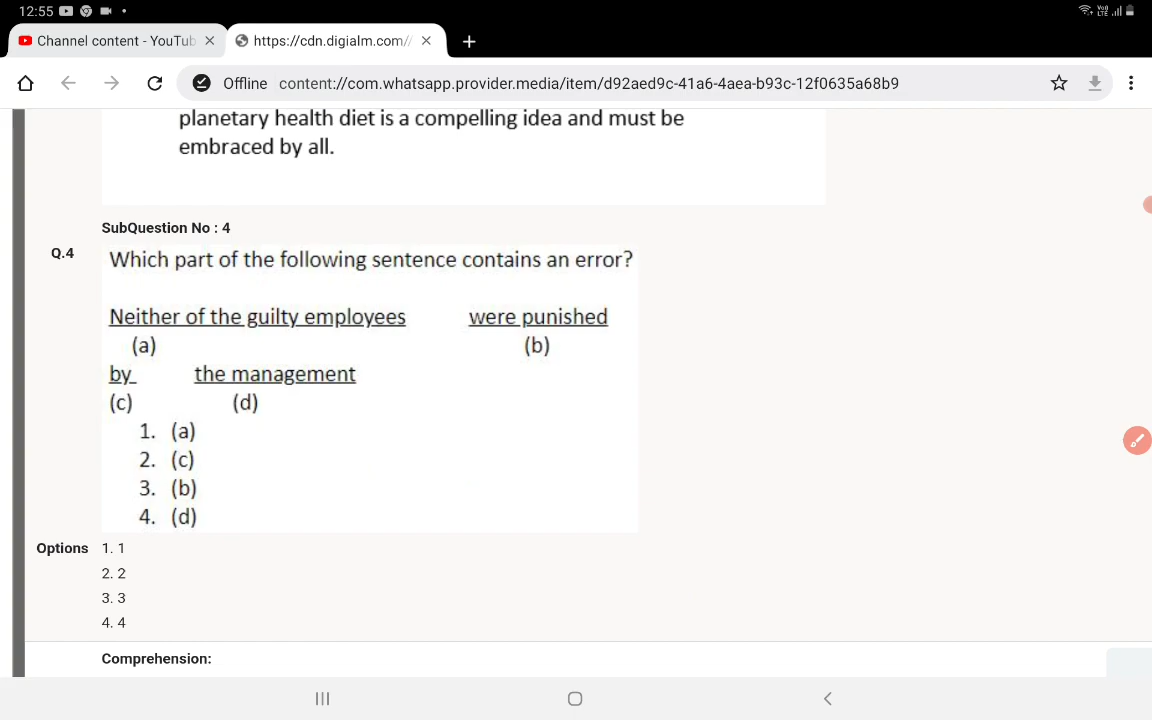 12:55
Channel content - YouTub
https://cdn.digialm.com//
Offline content://com.whatsapp.provider.media/item/d92aed9c-41a6-4aea-b93c-12f0635a68b9
planetary health diet is a compelling idea and must be
embraced by all.
SubQuestion No : 4
Q.4 Which part of the following sentence contains an error?
Neither of the guilty employees were punished
(a) (b)
by the management
(c) (d)
1. (a)
2. (c)
3. (b)
4. (d)
Options 1. 1
2. 2
3. 3
4. 4
Comprehension: